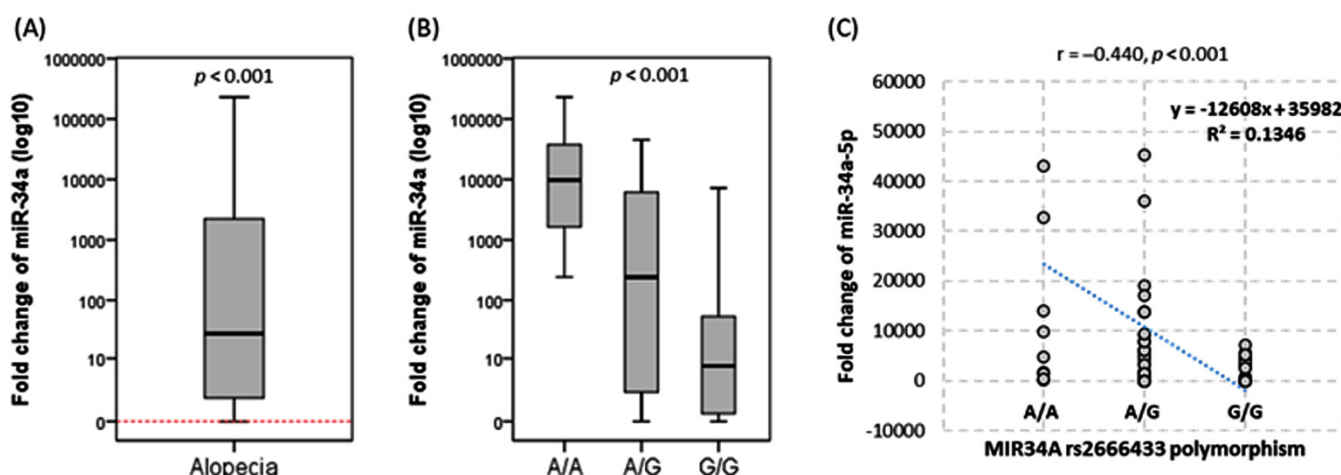 (A)
Fold change of miR-34a (log10)
1000000
100000
10000
1000
100
10
0
p < 0.001
Alopecia
(B)
Fold change of miR-34a (log10)
1000000
100000
10000
1000
100
10
0
p < 0.001
A/A A/G G/G
(C)
r = –0.440, p < 0.001
Fold change of miR-34a-5p
60000
50000
40000
30000
20000
10000
0
-10000
y = -12608x + 35982
R² = 0.1346
A/A A/G G/G
MIR34A rs2666433 polymorphism